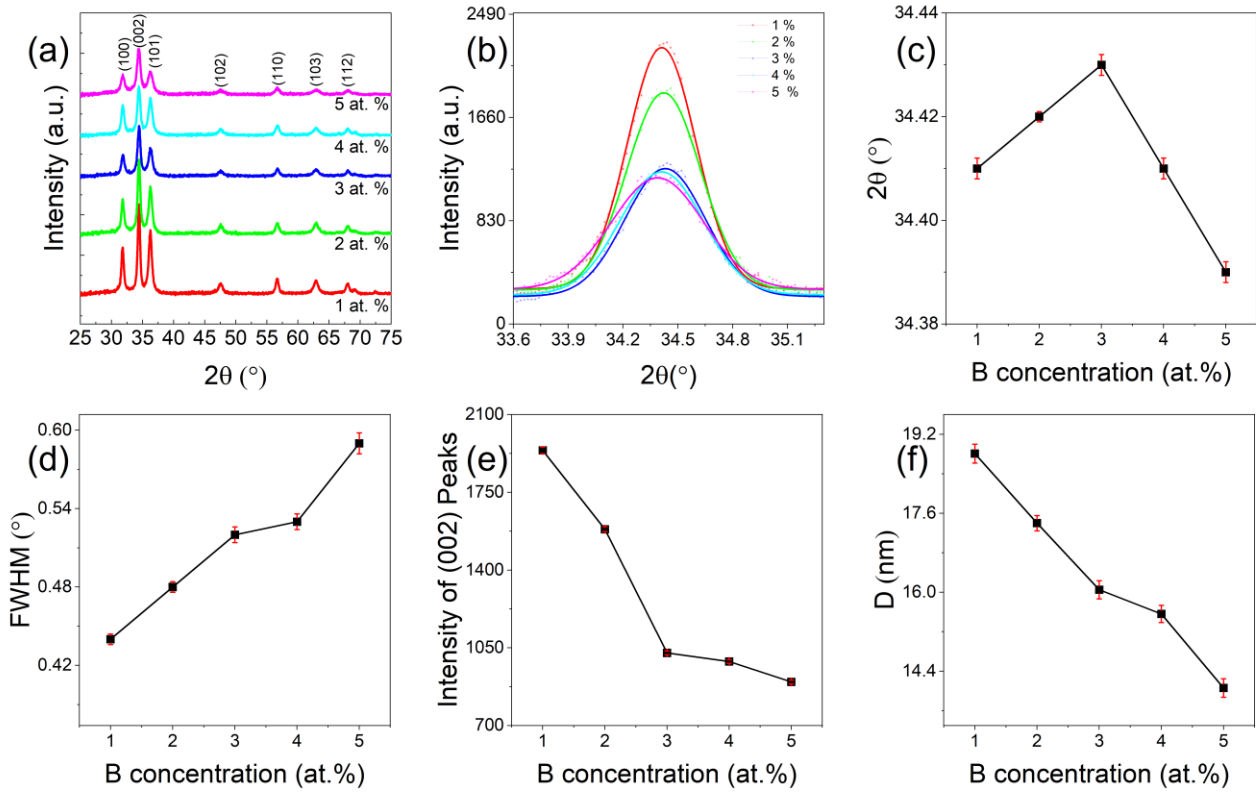 (a)
(100)
(002)
(101)
(102)
(110)
(103)
(112)
5 at. %
4 at. %
3 at. %
2 at. %
1 at. %
Intensity (a.u.)
25 30 35 40 45 50 55 60 65 70 75
2θ (°)
(b)
1 %
2 %
3 %
4 %
5 %
2490
1660
830
0
Intensity (a.u.)
33.6 33.9 34.2 34.5 34.8 35.1
2θ(°)
(c)
34.44
34.42
34.40
34.38
2θ (°)
1 2 3 4 5
B concentration (at.%)
(d)
0.60
0.54
0.48
0.42
FWHM (°)
1 2 3 4 5
B concentration (at.%)
(e)
2100
1750
1400
1050
700
Intensity of (002) Peaks
1 2 3 4 5
B concentration (at.%)
(f)
19.2
17.6
16.0
14.4
D (nm)
1 2 3 4 5
B concentration (at.%)